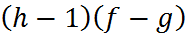 (h − 1)(f − g)